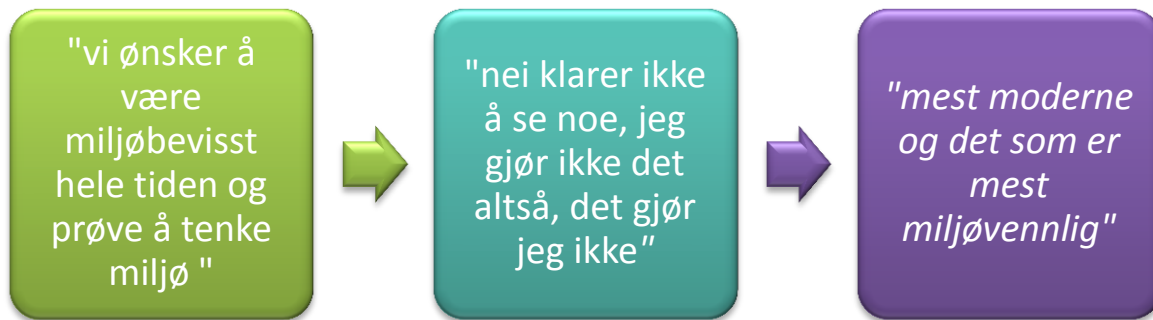 "vi ønsker å
være
miljøbevisst
hele tiden og
prøve å tenke
miljø "
"nei klarer ikke
å se noe, jeg
gjør ikke det
altså, det gjør
jeg ikke"
"mest moderne
og det som er
mest
miljøvennlig"